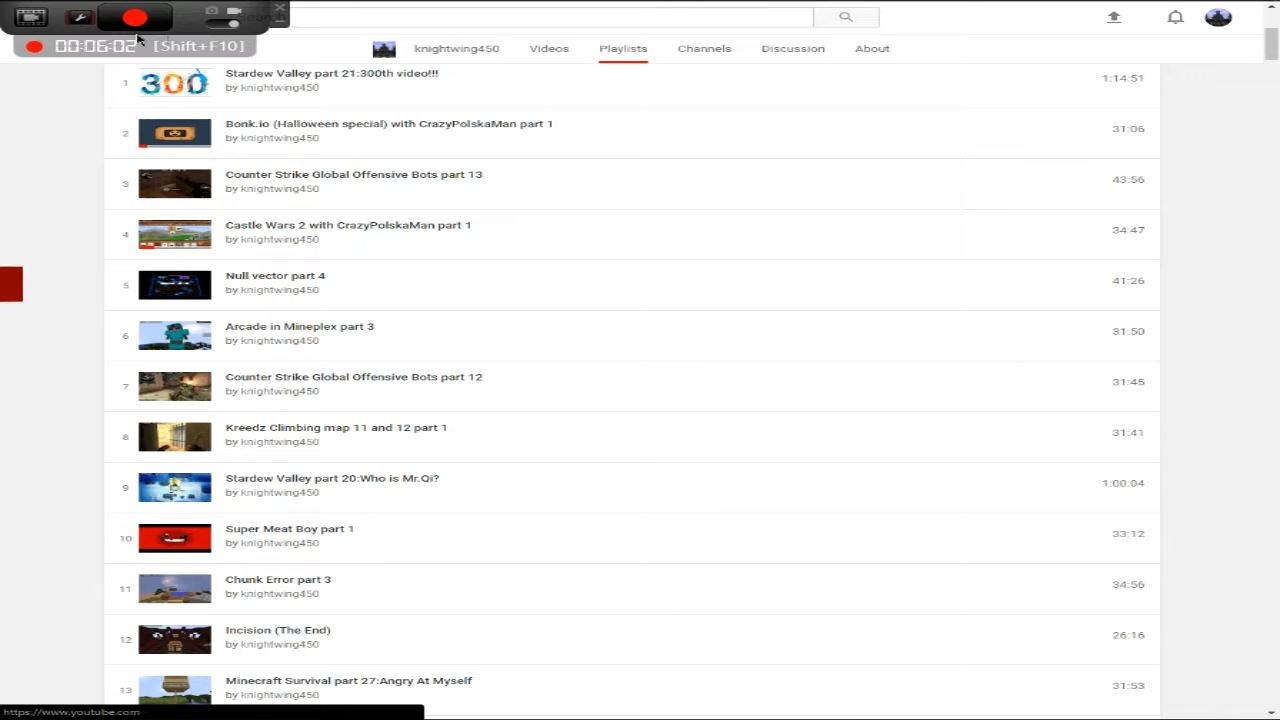 00:06:02 [Shift+F10]
knightwing450 Videos Playlists Channels Discussion About
1 300 Stardew Valley part 21:300th video!!! 1:14:51
by knightwing450
2 Bonk.io (Halloween special) with CrazyPolskaMan part 1 31:06
by knightwing450
3 Counter Strike Global Offensive Bots part 13 43:56
by knightwing450
4 Castle Wars 2 with CrazyPolskaMan part 1 34:47
by knightwing450
5 Null vector part 4 41:26
by knightwing450
6 Arcade in Mineplex part 3 31:50
by knightwing450
7 Counter Strike Global Offensive Bots part 12 31:45
by knightwing450
8 Kreedz Climbing map 11 and 12 part 1 31:41
by knightwing450
9 Stardew Valley part 20:Who is Mr.Qi? 1:00:04
by knightwing450
10 Super Meat Boy part 1 33:12
by knightwing450
11 Chunk Error part 3 34:56
by knightwing450
12 Incision (The End) 26:16
by knightwing450
13 Minecraft Survival part 27:Angry At Myself 31:53
by knightwing450
https://www.youtube.com